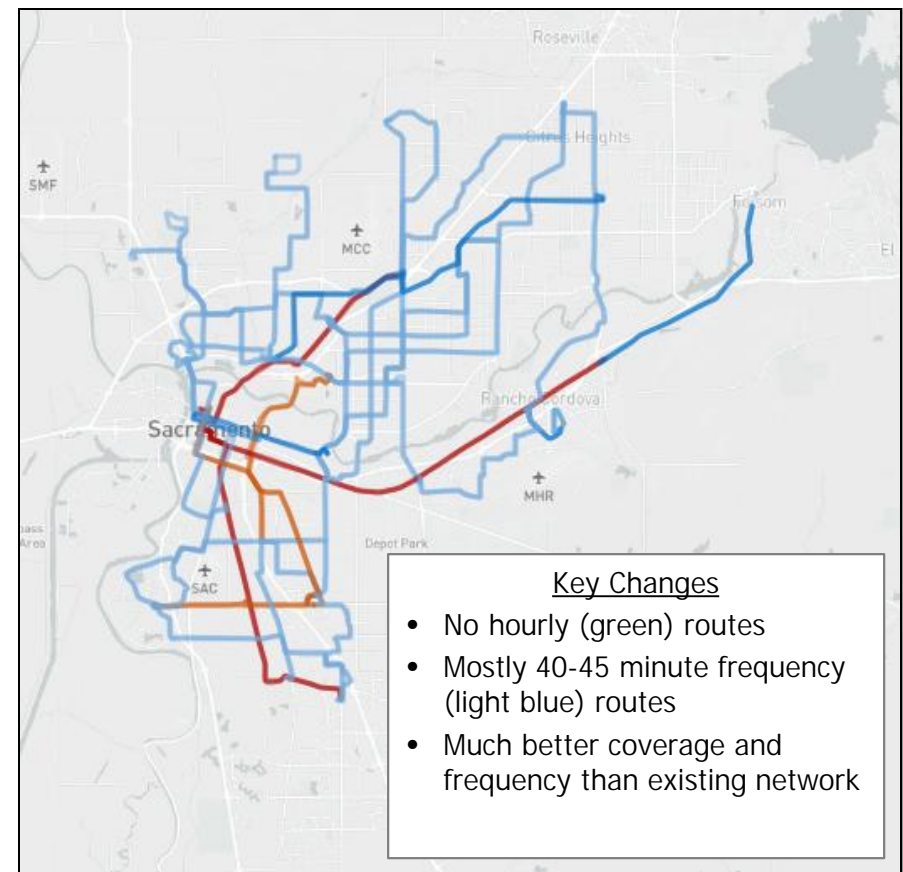 Roseville
Citrus Heights
SMF
Folsom
MCC
El
Rancho Cordova
Sacramento
MHR
Area
Depot Park
SAC
Key Changes
• No hourly (green) routes
• Mostly 40-45 minute frequency
(light blue) routes
• Much better coverage and
frequency than existing network